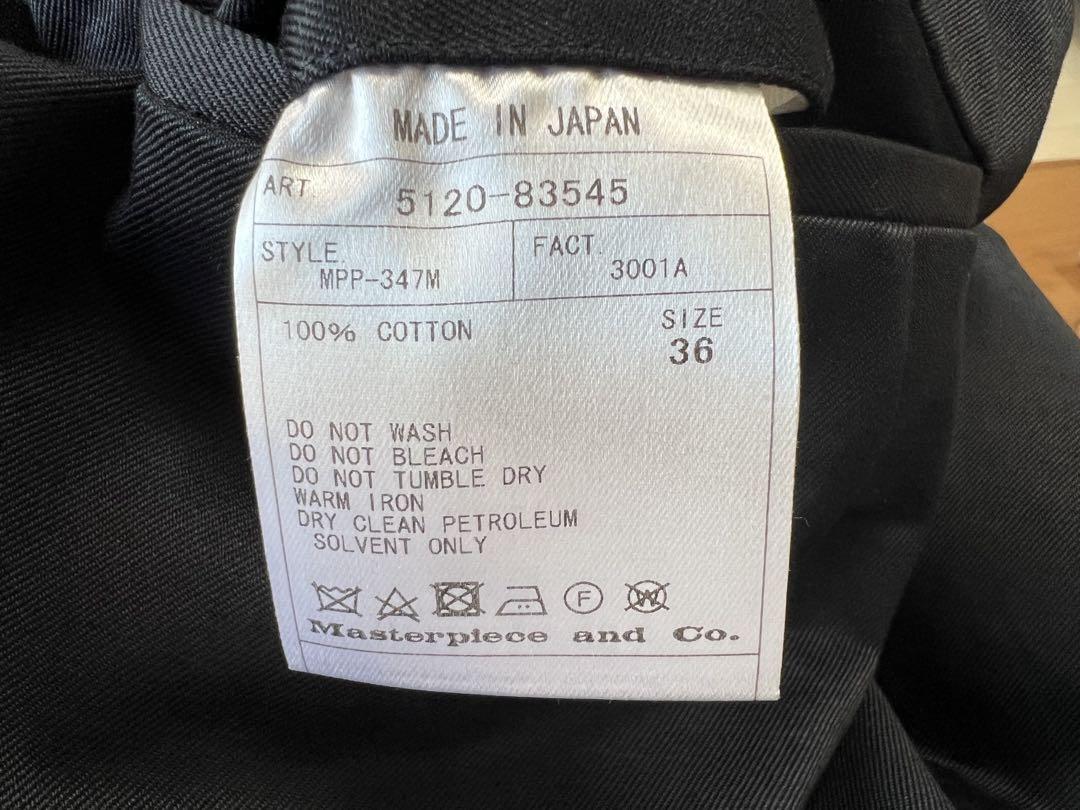 MADE IN JAPAN
ART. 5120-83545
STYLE. FACT.
MPP-347M 3001A
100% COTTON SIZE
36
DO NOT WASH
DO NOT BLEACH
DO NOT TUMBLE DRY
WARM IRON
DRY CLEAN PETROLEUM
SOLVENT ONLY
F W
Masterpiece and Co.